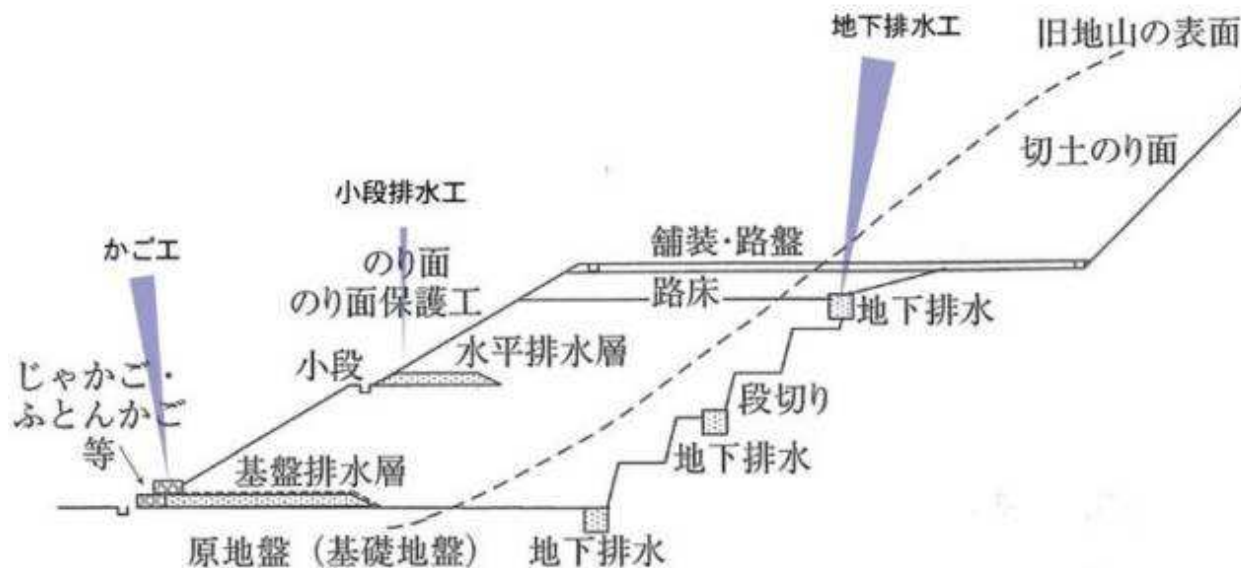 地下排水工
旧地山の表面
切土のり面
小段排水工
かご工
舗装・路盤
のり面
のり面保護工
路床
地下排水
水平排水層
小段
じゃかご・
ふとんかご
等
段切り
地下排水
基盤排水層
原地盤(基礎地盤)
地下排水